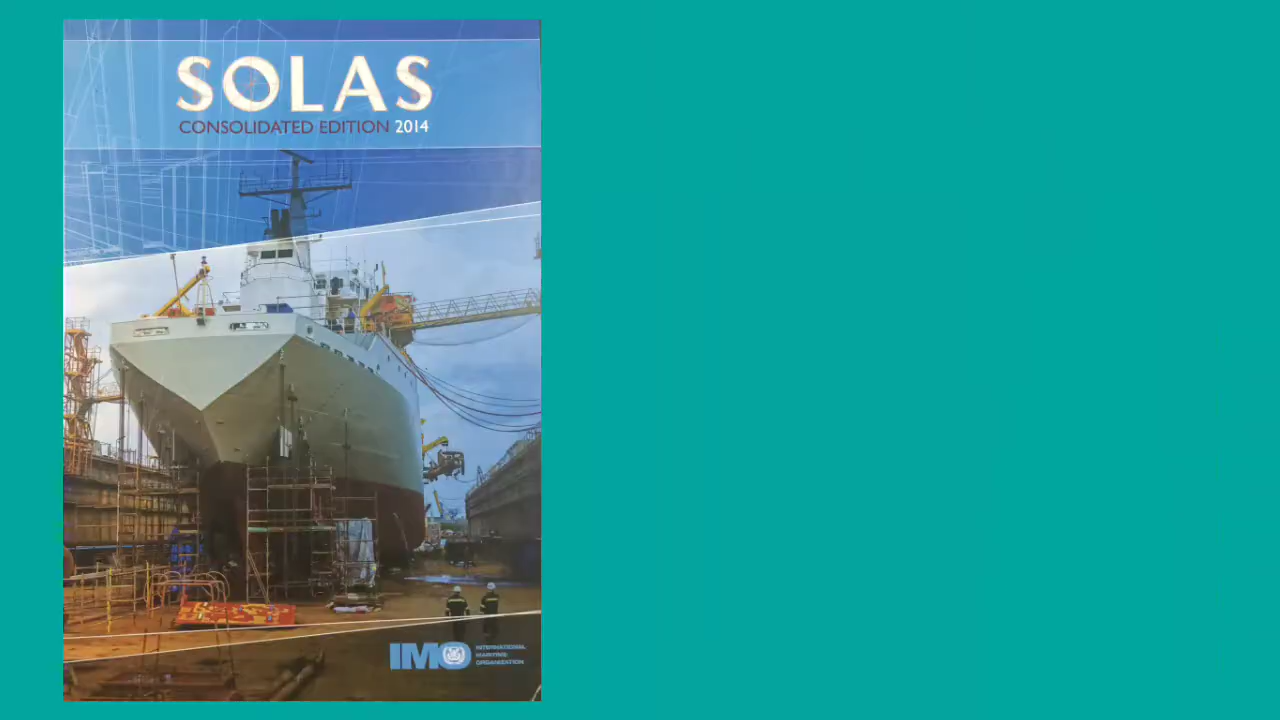 SOLAS
CONSOLIDATED EDITION 2014
IMO
INTERNATIONAL
MARITIME
ORGANIZATION